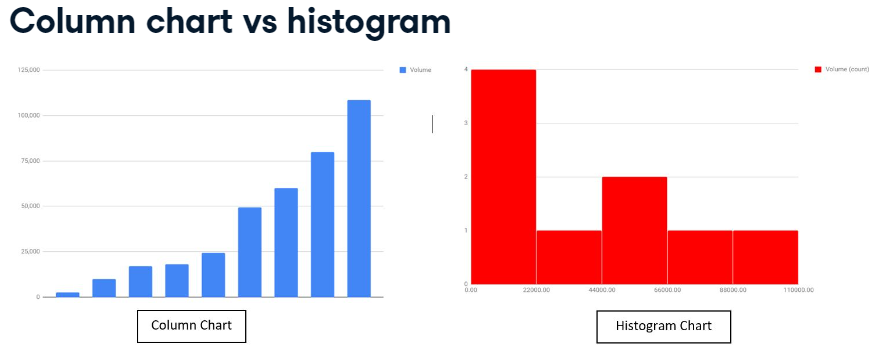 Column chart vs histogram
125,000
100,000
75,000
50,000
25,000
0
Volume
Column Chart
4
3
2
1
0
0.00 22000.00 44000.00 66000.00 88000.00 110000.00
Volume (count)
Histogram Chart